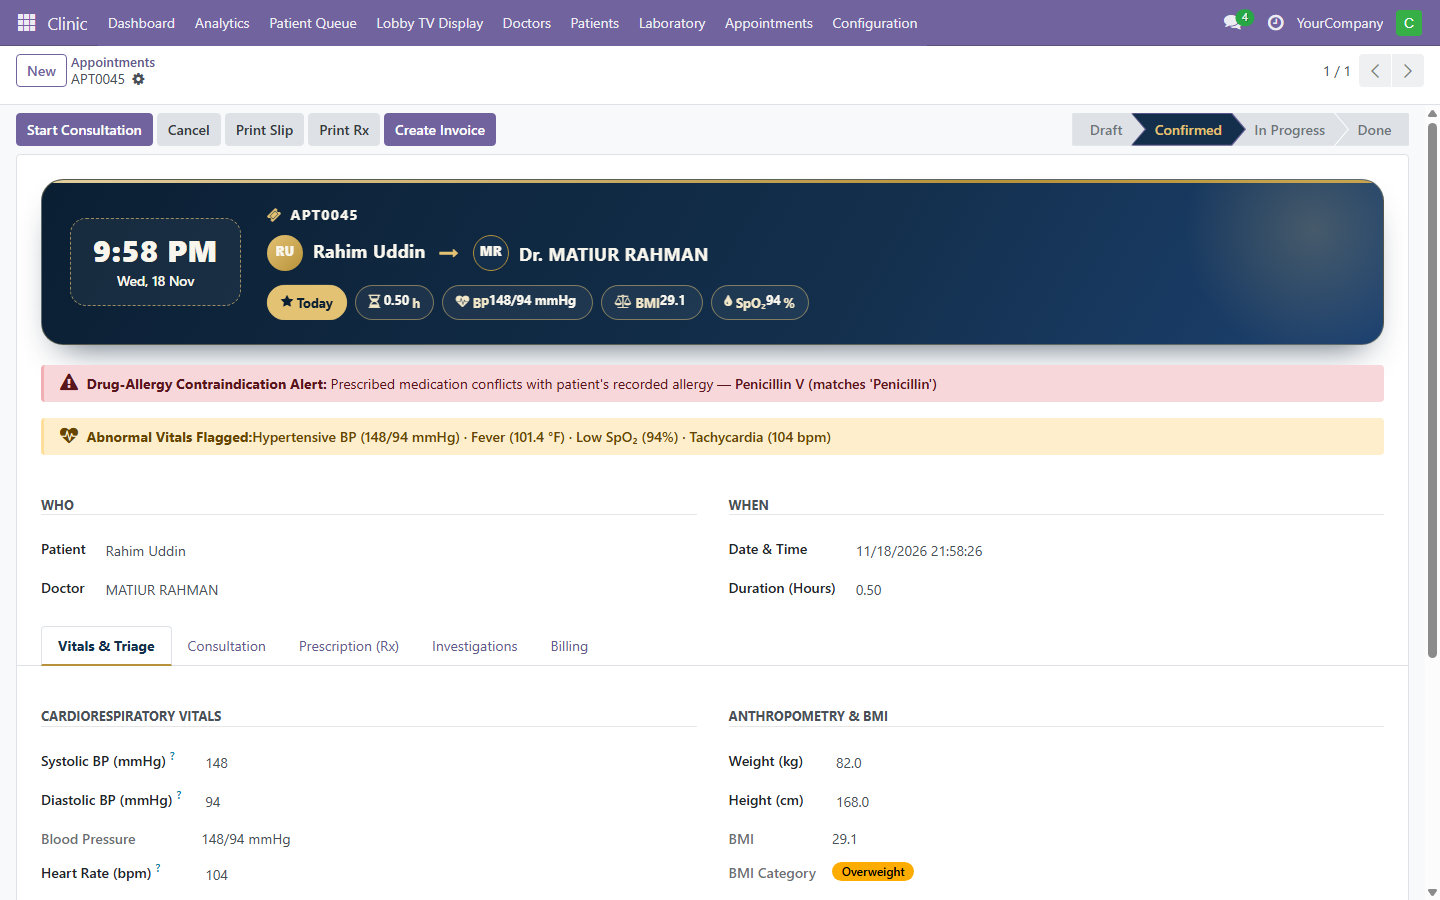 Clinic Dashboard Analytics Patient Queue Lobby TV Display Doctors Patients Laboratory Appointments Configuration 4 YourCompany C
New Appointments
APT0045
1 / 1
Start Consultation Cancel Print Slip Print Rx Create Invoice Draft Confirmed In Progress Done
APT0045
9:58 PM
Wed, 18 Nov
RU Rahim Uddin → MR Dr. MATIUR RAHMAN
Today 0.50 h Bp148/94 mmHg BMI29.1 SpO₂94 %
Drug-Allergy Contraindication Alert: Prescribed medication conflicts with patient's recorded allergy — Penicillin V (matches 'Penicillin')
Abnormal Vitals Flagged:Hypertensive BP (148/94 mmHg) · Fever (101.4 °F) · Low SpO₂ (94%) · Tachycardia (104 bpm)
WHO
Patient Rahim Uddin
Doctor MATIUR RAHMAN
WHEN
Date & Time 11/18/2026 21:58:26
Duration (Hours) 0.50
Vitals & Triage Consultation Prescription (Rx) Investigations Billing
CARDIORESPIRATORY VITALS
Systolic BP (mmHg) ? 148
Diastolic BP (mmHg) ? 94
Blood Pressure 148/94 mmHg
Heart Rate (bpm) ? 104
ANTHROPOMETRY & BMI
Weight (kg) 82.0
Height (cm) 168.0
BMI 29.1
BMI Category Overweight